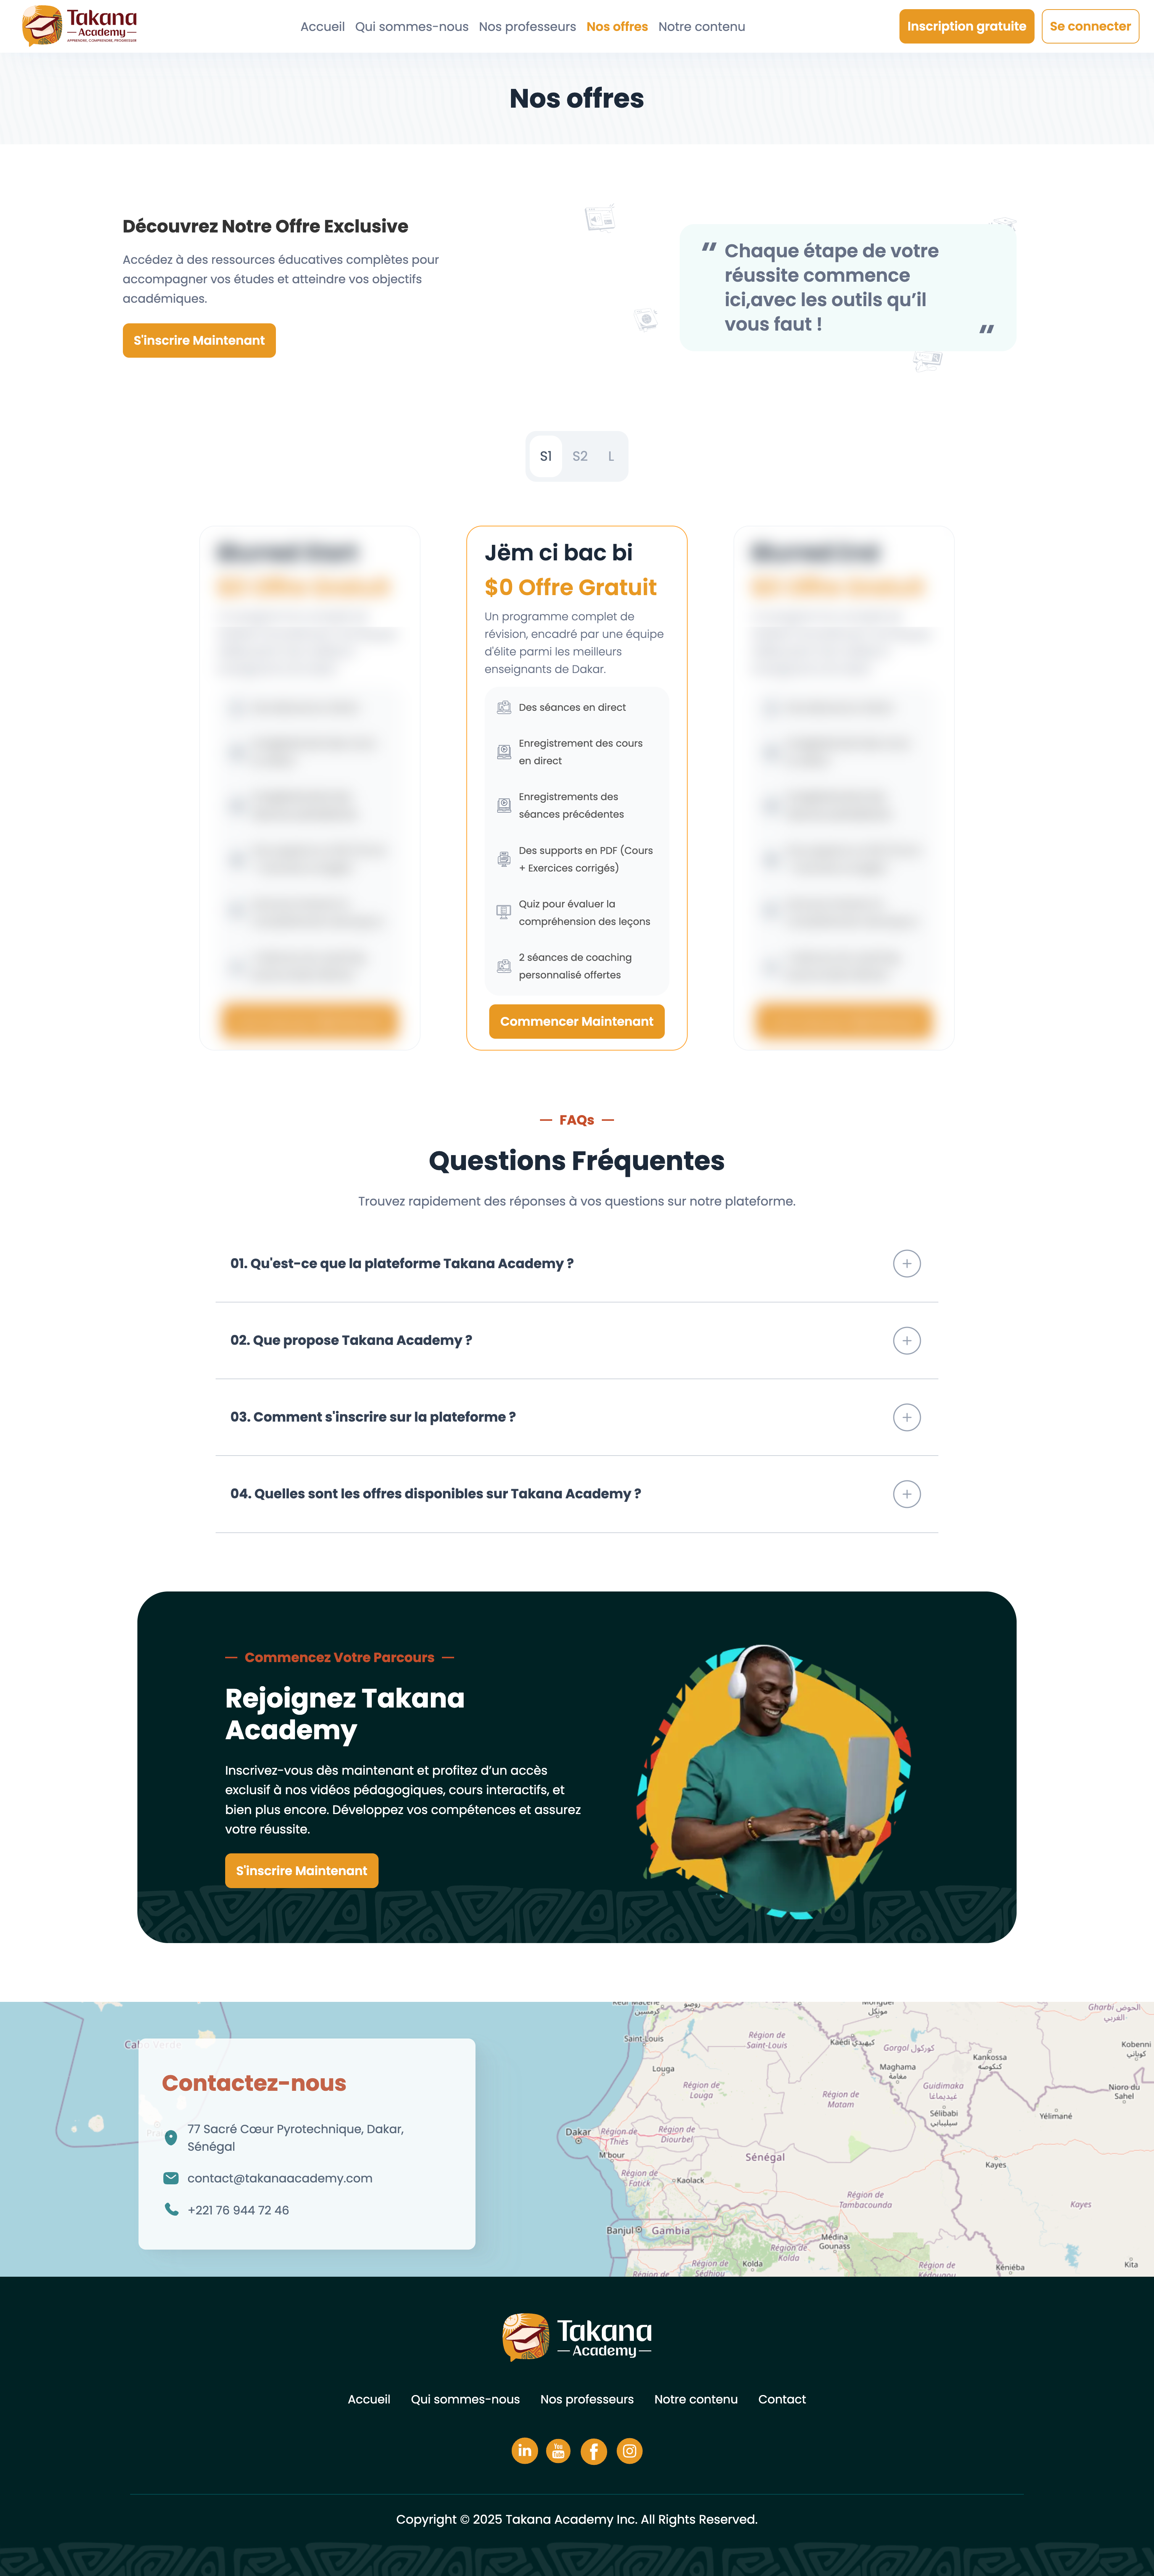 Takana
Academy
APPRENDRE, COMPRENDRE, PROGRESSER
Accueil
Qui sommes-nous
Nos professeurs
Nos offres
Notre contenu
Inscription gratuite
Se connecter
Nos offres
Découvrez Notre Offre Exclusive
Accédez à des ressources éducatives complètes pour
accompagner vos études et atteindre vos objectifs
académiques.
S'inscrire Maintenant
" Chaque étape de votre
réussite commence
ici,avec les outils qu'il
vous faut ! "
S1
S2
L
Jëm ci bac bi
$0 Offre Gratuit
Un programme complet de
révision, encadré par une équipe
d'élite parmi les meilleurs
enseignants de Dakar.
Des séances en direct
Enregistrement des cours
en direct
Enregistrements des
séances précédentes
Des supports en PDF (Cours
+ Exercices corrigés)
Quiz pour évaluer la
compréhension des leçons
2 séances de coaching
personnalisé offertes
Commencer Maintenant
— FAQs —
Questions Fréquentes
Trouvez rapidement des réponses à vos questions sur notre plateforme.
01. Qu'est-ce que la plateforme Takana Academy ?
02. Que propose Takana Academy ?
03. Comment s'inscrire sur la plateforme ?
04. Quelles sont les offres disponibles sur Takana Academy ?
— Commencez Votre Parcours —
Rejoignez Takana
Academy
Inscrivez-vous dès maintenant et profitez d'un accès
exclusif à nos vidéos pédagogiques, cours interactifs, et
bien plus encore. Développez vos compétences et assurez
votre réussite.
S'inscrire Maintenant
Contactez-nous
77 Sacré Cœur Pyrotechnique, Dakar,
Sénégal
contact@takanaacademy.com
+221 76 944 72 46
Saint-Louis
Région de
Saint-Louis
Kaédi
Gorgol
Maghama
مقامة
Kankossa
كنكوصة
Kobenni
كوبني
Louga
Région de
Louga
Région de
Matam
Guidimaka
Sélibabi
سيليبابي
Yélimané
Nioro du
Sahel
Dakar
Région de
Thiès
Région de
Diourbel
M'bour
Sénégal
Kayes
Région de
Fatick
Kaolack
Région de
Tambacounda
Kayes
Banjul
Gambia
Médina
Gounass
Région de
Sédhiou
Kolda
Région de
Kolda
Région de
Kédougou
Kéniéba
Kita
Takana
Academy
Accueil
Qui sommes-nous
Nos professeurs
Notre contenu
Contact
in
You
Tube
f
Copyright © 2025 Takana Academy Inc. All Rights Reserved.